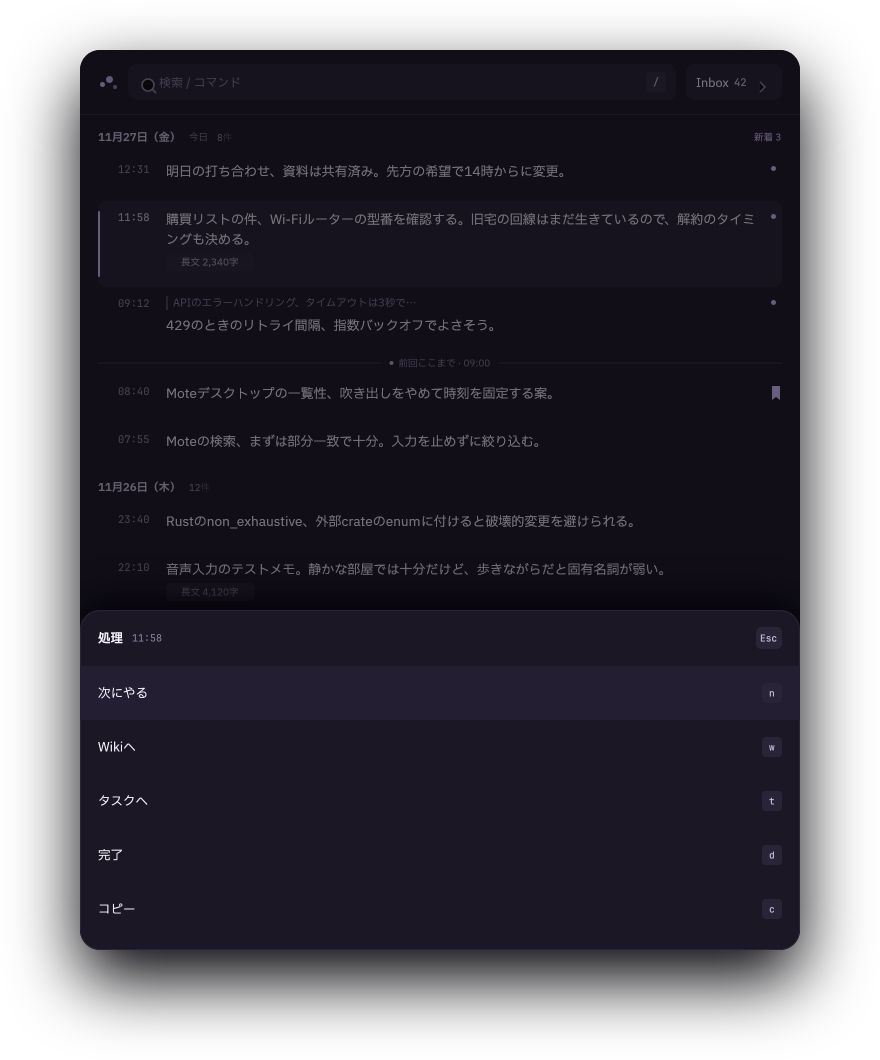 検索 / コマンド
/
Inbox 42
11月27日（金） 今日 8件
新着 3
12:31 明日の打ち合わせ、資料は共有済み。先方の希望で14時からに変更。
11:58 購買リストの件、Wi-Fiルーターの型番を確認する。旧宅の回線はまだ生きているので、解約のタイミ
ングも決める。
長文 2,340字
09:12 APIのエラーハンドリング、タイムアウトは3秒で…
429のときのリトライ間隔、指数バックオフでよさそう。
前回ここまで · 09:00
08:40 Moteデスクトップの一覧性、吹き出しをやめて時刻を固定する案。
07:55 Moteの検索、まずは部分一致で十分。入力を止めずに絞り込む。
11月26日（木） 12件
23:40 Rustのnon_exhaustive、外部crateのenumに付けると破壊的変更を避けられる。
22:10 音声入力のテストメモ。静かな部屋では十分だけど、歩きながらだと固有名詞が弱い。
長文 4,120字
処理 11:58
Esc
次にやる n
Wikiへ w
タスクへ t
完了 d
コピー c